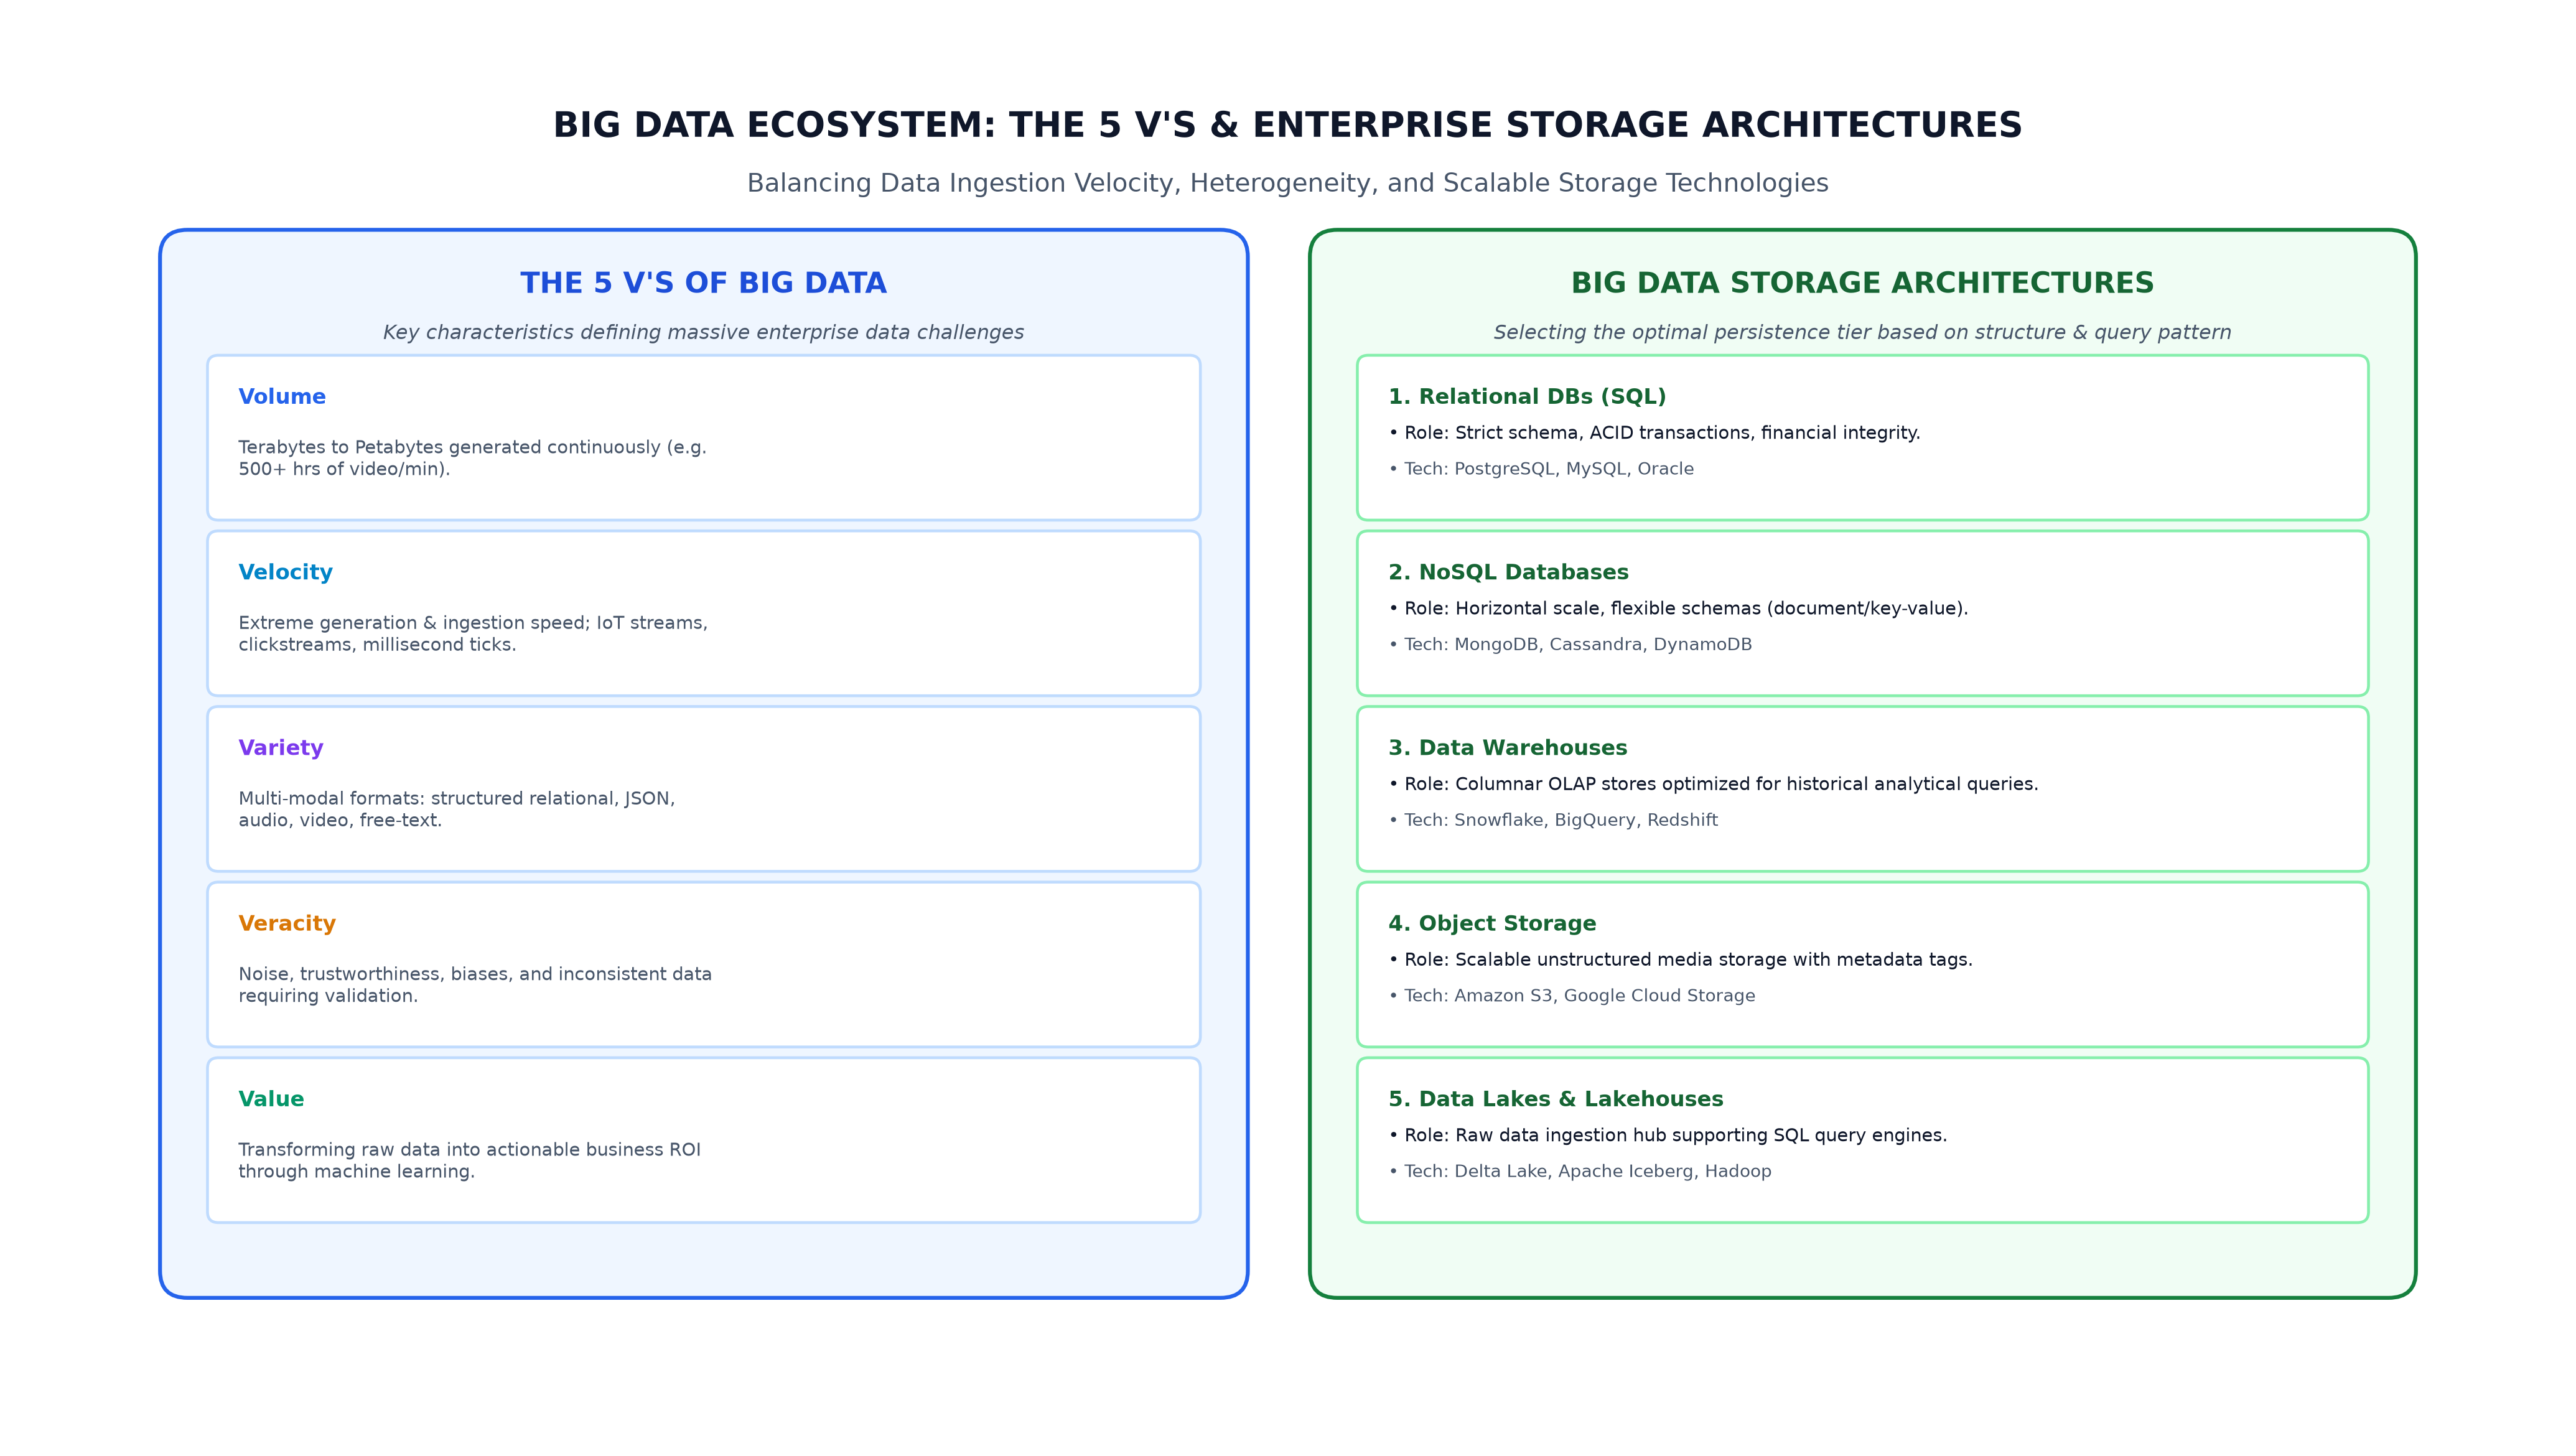 BIG DATA ECOSYSTEM: THE 5 V'S & ENTERPRISE STORAGE ARCHITECTURES
Balancing Data Ingestion Velocity, Heterogeneity, and Scalable Storage Technologies
THE 5 V'S OF BIG DATA
Key characteristics defining massive enterprise data challenges
Volume
Terabytes to Petabytes generated continuously (e.g.
500+ hrs of video/min).
Velocity
Extreme generation & ingestion speed; IoT streams,
clickstreams, millisecond ticks.
Variety
Multi-modal formats: structured relational, JSON,
audio, video, free-text.
Veracity
Noise, trustworthiness, biases, and inconsistent data
requiring validation.
Value
Transforming raw data into actionable business ROI
through machine learning.
BIG DATA STORAGE ARCHITECTURES
Selecting the optimal persistence tier based on structure & query pattern
1. Relational DBs (SQL)
• Role: Strict schema, ACID transactions, financial integrity.
• Tech: PostgreSQL, MySQL, Oracle
2. NoSQL Databases
• Role: Horizontal scale, flexible schemas (document/key-value).
• Tech: MongoDB, Cassandra, DynamoDB
3. Data Warehouses
• Role: Columnar OLAP stores optimized for historical analytical queries.
• Tech: Snowflake, BigQuery, Redshift
4. Object Storage
• Role: Scalable unstructured media storage with metadata tags.
• Tech: Amazon S3, Google Cloud Storage
5. Data Lakes & Lakehouses
• Role: Raw data ingestion hub supporting SQL query engines.
• Tech: Delta Lake, Apache Iceberg, Hadoop